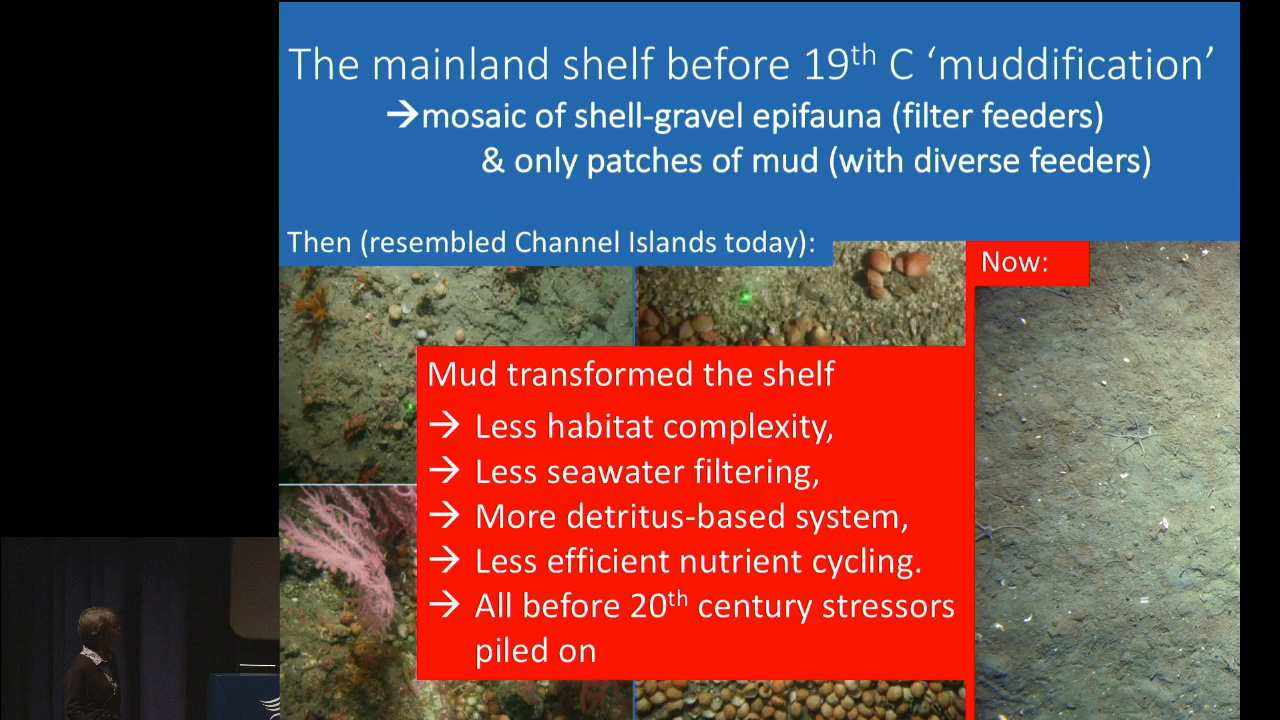 The mainland shelf before 19th C ‘muddification’
→mosaic of shell-gravel epifauna (filter feeders)
& only patches of mud (with diverse feeders)
Then (resembled Channel Islands today):
Now:
Mud transformed the shelf
→ Less habitat complexity,
→ Less seawater filtering,
→ More detritus-based system,
→ Less efficient nutrient cycling.
→ All before 20th century stressors
piled on